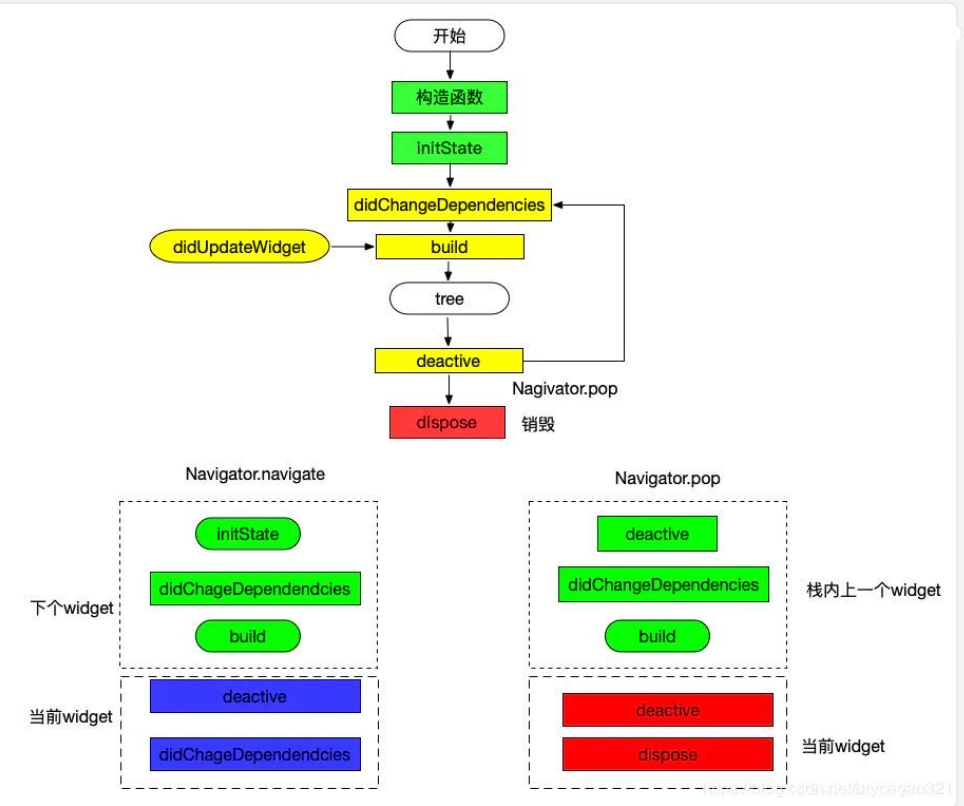 开始
构造函数
initState
didChangeDependencies
didUpdateWidget
build
tree
deactive
Nagivator.pop
dispose
销毁
Navigator.navigate
initState
didChageDependendcies
下个widget
build
deactive
当前widget
didChageDependendcies
Navigator.pop
deactive
didChangeDependencies
栈内上一个widget
build
deactive
dispose
当前widget
https://blog.csdn.net/brycegao321